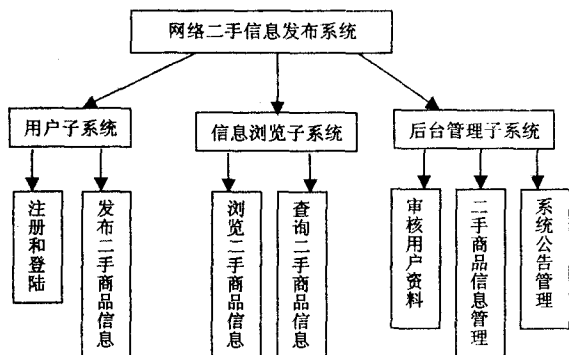 网络二手信息发布系统
用户子系统
信息浏览子系统
后台管理子系统
注册和登陆
发布二手商品信息
浏览二手商品信息
查询二手商品信息
审核用户资料
二手商品信息管理
系统公告管理